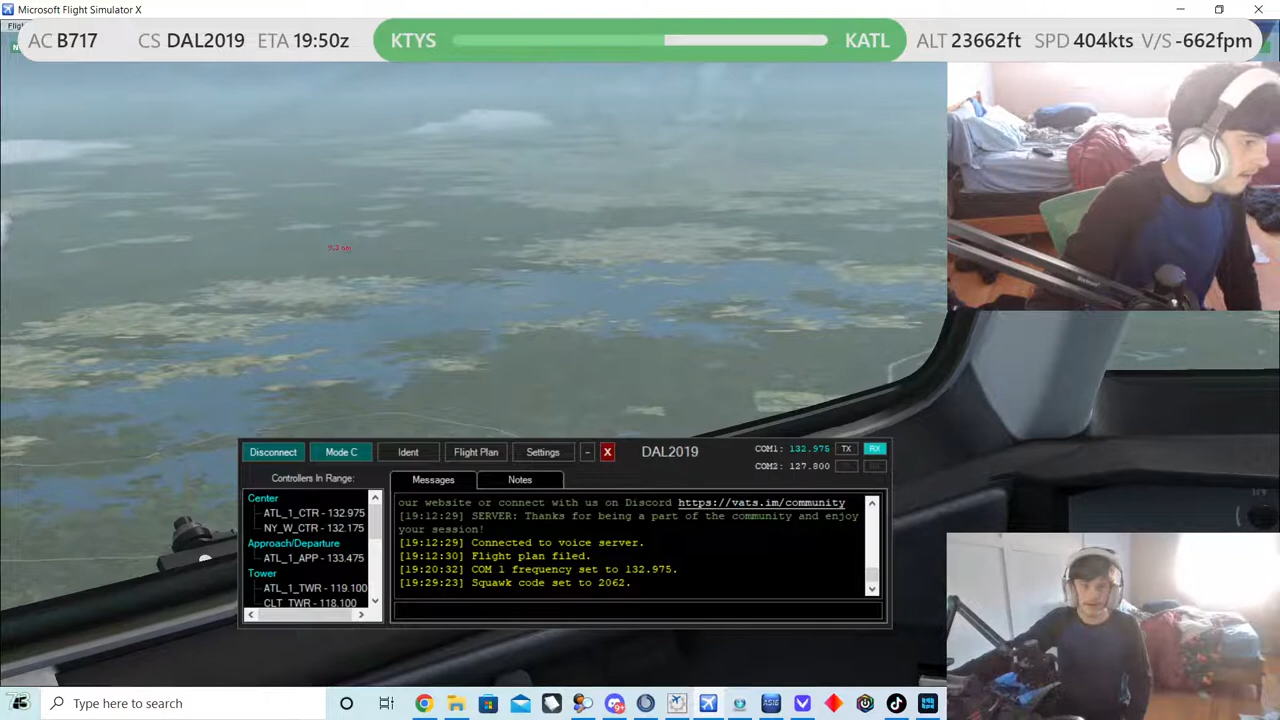 Microsoft Flight Simulator X
AC B717 CS DAL2019 ETA 19:50z KTYS KATL ALT 23662ft SPD 404kts V/S -662fpm
Disconnect Mode C Ident Flight Plan Settings - X DAL2019 COM1: 132.975 TX RX
COM2: 127.800
Controllers In Range:
Messages Notes
Center
ATL_1_CTR - 132.975
NY_W_CTR - 132.175
Approach/Departure
ATL_1_APP - 133.475
Tower
ATL_1_TWR - 119.100
CLT_TWR - 118.100
our website or connect with us on Discord https://vats.im/community
[19:12:29] SERVER: Thanks for being a part of the community and enjoy
your session!
[19:12:29] Connected to voice server.
[19:12:30] Flight plan filed.
[19:20:32] COM 1 frequency set to 132.975.
[19:29:23] Squawk code set to 2062.
Type here to search